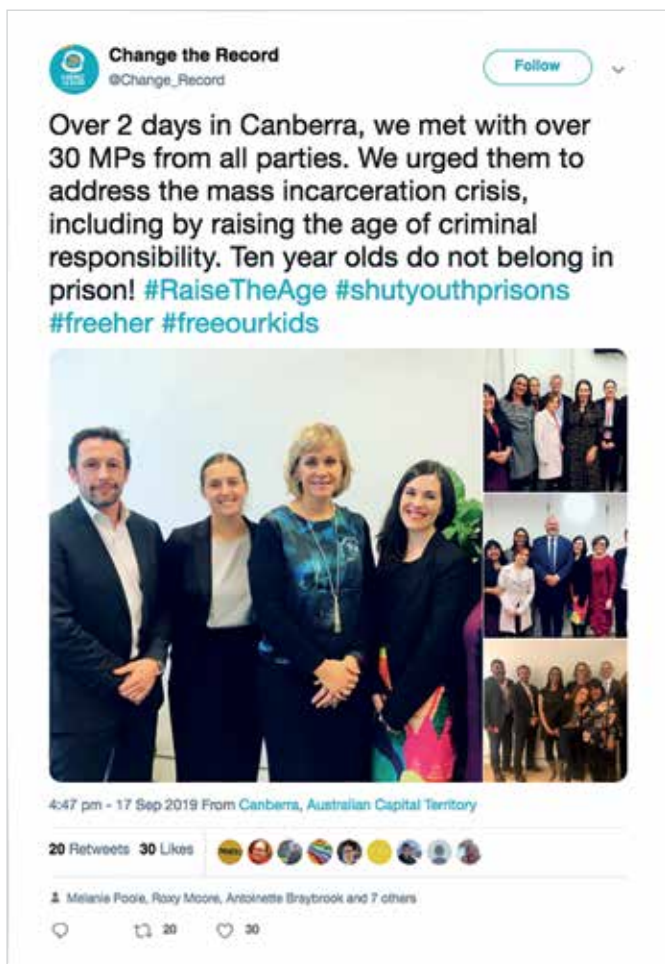 Change the Record
@Change_Record
Follow
Over 2 days in Canberra, we met with over
30 MPs from all parties. We urged them to
address the mass incarceration crisis,
including by raising the age of criminal
responsibility. Ten year olds do not belong in
prison! #RaiseTheAge #shutyouthprisons
#freeher #freeourkids
4:47 pm - 17 Sep 2019 From Canberra, Australian Capital Territory
20 Retweets 30 Likes
Melanie Poole, Roxy Moore, Antoinette Braybrook and 7 others
20 30